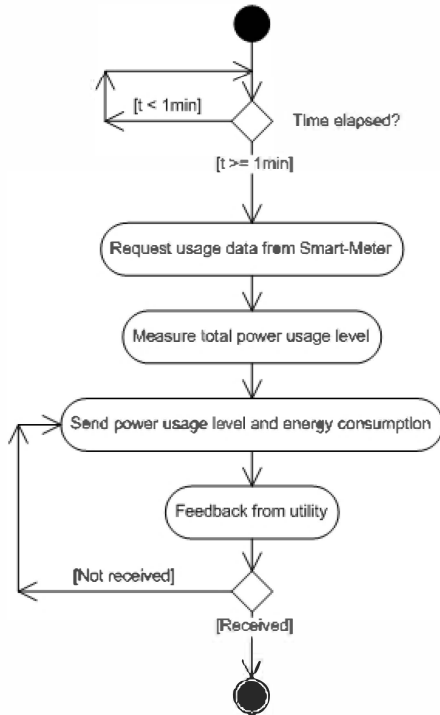 [t < 1min]
Time elapsed?
[t >= 1min]
Request usage data from Smart-Meter
Measure total power usage level
Send power usage level and energy consumption
Feedback from utility
[Not received]
[Received]